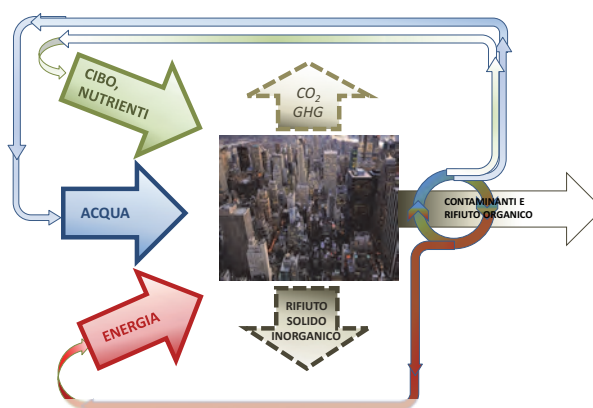 CIBO,
NUTRIENTI
CO2
GHG
ACQUA
CONTAMINANTI E
RIFIUTO ORGANICO
ENERGIA
RIFIUTO
SOLIDO
INORGANICO